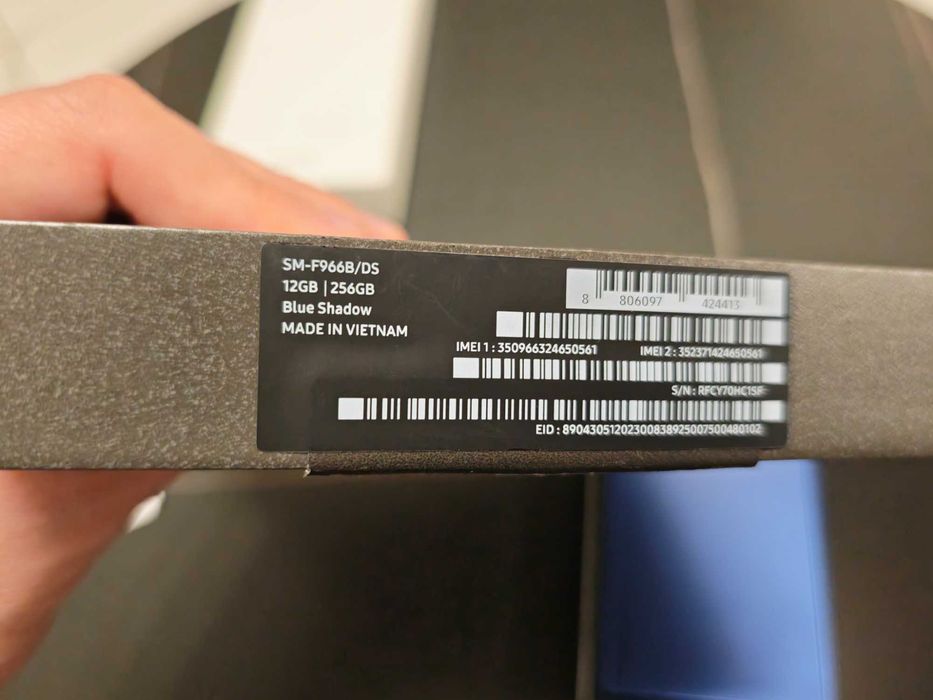 SM-F966B/DS
12GB | 256GB
Blue Shadow
MADE IN VIETNAM
8 806097 424413
IMEI 1 : 350966324650561 IMEI 2 : 352371424650561
S/N : RFCY70HC1SF
EID : 89043051202300838925007500480102